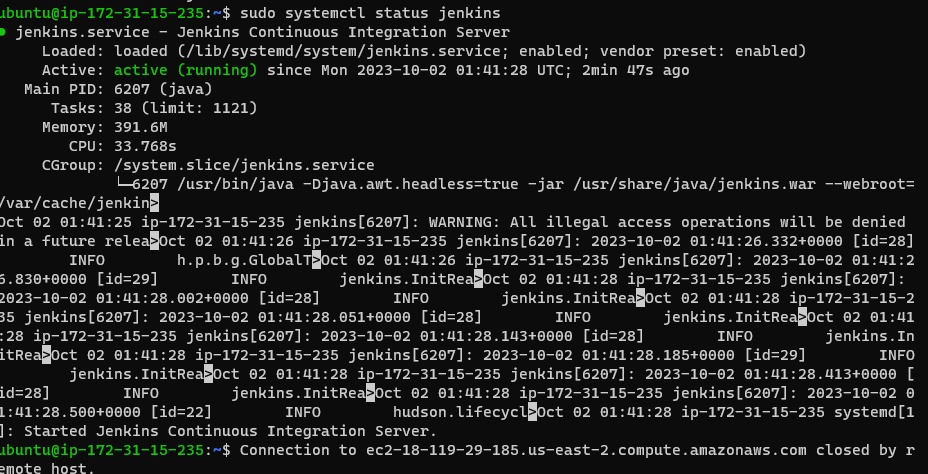 ubuntu@ip-172-31-15-235:~$ sudo systemctl status jenkins
● jenkins.service - Jenkins Continuous Integration Server
Loaded: loaded (/lib/systemd/system/jenkins.service; enabled; vendor preset: enabled)
Active: active (running) since Mon 2023-10-02 01:41:28 UTC; 2min 47s ago
Main PID: 6207 (java)
Tasks: 38 (limit: 1121)
Memory: 391.6M
CPU: 33.768s
CGroup: /system.slice/jenkins.service
└─6207 /usr/bin/java -Djava.awt.headless=true -jar /usr/share/java/jenkins.war --webroot=
/var/cache/jenkin>
Oct 02 01:41:25 ip-172-31-15-235 jenkins[6207]: WARNING: All illegal access operations will be denied
in a future relea>Oct 02 01:41:26 ip-172-31-15-235 jenkins[6207]: 2023-10-02 01:41:26.332+0000 [id=28]
INFO h.p.b.g.GlobalT>Oct 02 01:41:26 ip-172-31-15-235 jenkins[6207]: 2023-10-02 01:41:2
6.830+0000 [id=29] INFO jenkins.InitRea>Oct 02 01:41:28 ip-172-31-15-235 jenkins[6207]:
2023-10-02 01:41:28.002+0000 [id=28] INFO jenkins.InitRea>Oct 02 01:41:28 ip-172-31-15-2
35 jenkins[6207]: 2023-10-02 01:41:28.051+0000 [id=28] INFO jenkins.InitRea>Oct 02 01:41
:28 ip-172-31-15-235 jenkins[6207]: 2023-10-02 01:41:28.143+0000 [id=28] INFO jenkins.In
itRea>Oct 02 01:41:28 ip-172-31-15-235 jenkins[6207]: 2023-10-02 01:41:28.185+0000 [id=29] INFO
jenkins.InitRea>Oct 02 01:41:28 ip-172-31-15-235 jenkins[6207]: 2023-10-02 01:41:28.413+0000 [
id=28] INFO jenkins.InitRea>Oct 02 01:41:28 ip-172-31-15-235 jenkins[6207]: 2023-10-02 0
1:41:28.500+0000 [id=22] INFO hudson.lifecycl>Oct 02 01:41:28 ip-172-31-15-235 systemd[1
]: Started Jenkins Continuous Integration Server.
ubuntu@ip-172-31-15-235:~$ Connection to ec2-18-119-29-185.us-east-2.compute.amazonaws.com closed by r
emote host.